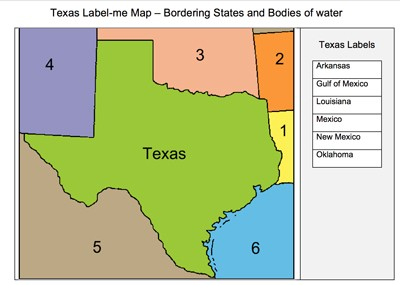 Texas Label-me Map – Bordering States and Bodies of water
Texas Labels
Arkansas
Gulf of Mexico
Louisiana
Mexico
New Mexico
Oklahoma
4
3
2
1
Texas
5
6